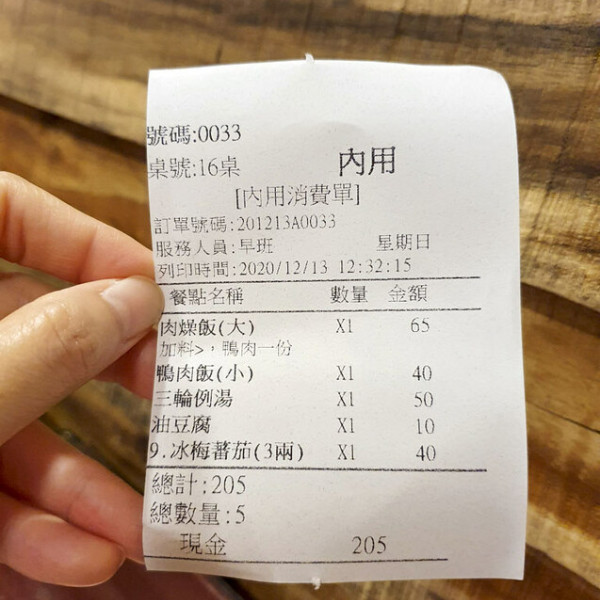 號碼:0033
桌號:16桌 內用
[內用消費單]
訂單號碼:201213A0033
服務人員:早班 星期日
列印時間:2020/12/13 12:32:15
餐點名稱 數量 金額
肉燥飯(大) X1 65
加料>,鴨肉一份
鴨肉飯(小) X1 40
三輪例湯 X1 50
油豆腐 X1 10
9.冰梅蕃茄(3兩) X1 40
總計:205
總數量:5
現金 205